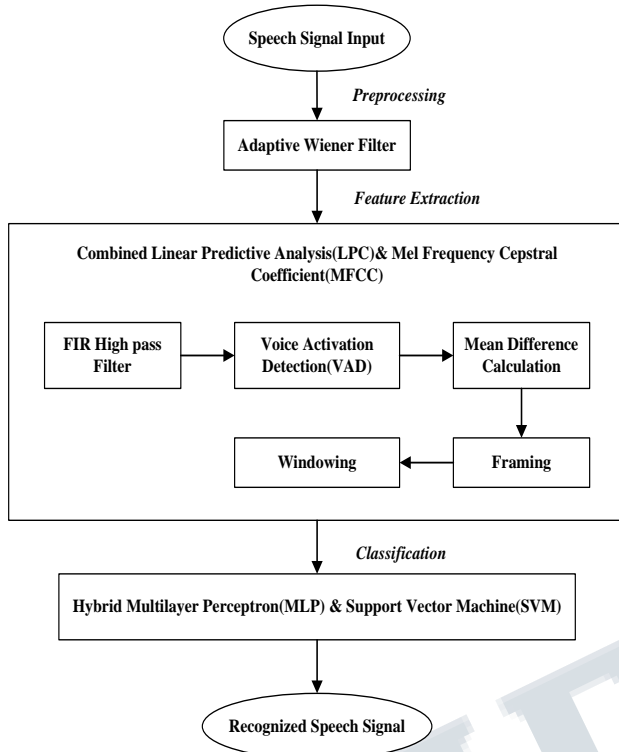 Speech Signal Input
Preprocessing
Adaptive Wiener Filter
Feature Extraction
Combined Linear Predictive Analysis(LPC)& Mel Frequency Cepstral
Coefficient(MFCC)
FIR High pass
Filter
Voice Activation
Detection(VAD)
Mean Difference
Calculation
Framing
Windowing
Classification
Hybrid Multilayer Perceptron(MLP) & Support Vector Machine(SVM)
Recognized Speech Signal